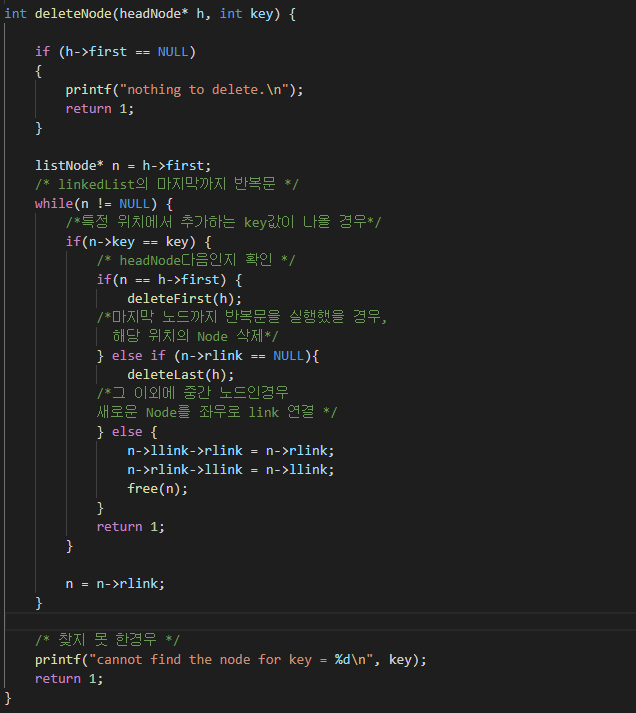 int deleteNode(headNode* h, int key) {
if (h->first == NULL)
{
printf("nothing to delete.\n");
return 1;
}
listNode* n = h->first;
/* linkedList의 마지막까지 반복문 */
while(n != NULL) {
/*특정 위치에서 추가하는 key값이 나올 경우*/
if(n->key == key) {
/* headNode다음인지 확인 */
if(n == h->first) {
deleteFirst(h);
/*마지막 노드까지 반복문을 실행했을 경우,
해당 위치의 Node 삭제*/
} else if (n->rlink == NULL){
deleteLast(h);
/*그 이외에 중간 노드인경우
새로운 Node를 좌우로 link 연결 */
} else {
n->llink->rlink = n->rlink;
n->rlink->llink = n->llink;
free(n);
}
return 1;
}
n = n->rlink;
}
/* 찾지 못 한경우 */
printf("cannot find the node for key = %d\n", key);
return 1;
}